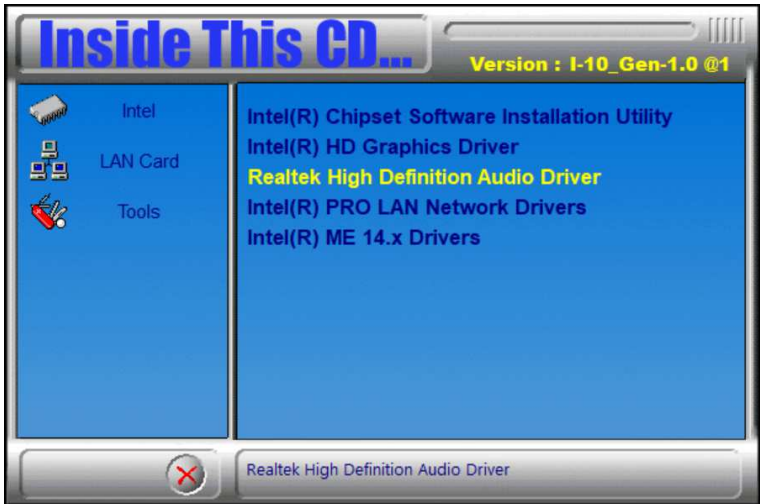 Inside This CD...
Version : I-10_Gen-1.0 @1
Intel
LAN Card
Tools
Intel(R) Chipset Software Installation Utility
Intel(R) HD Graphics Driver
Realtek High Definition Audio Driver
Intel(R) PRO LAN Network Drivers
Intel(R) ME 14.x Drivers
Realtek High Definition Audio Driver